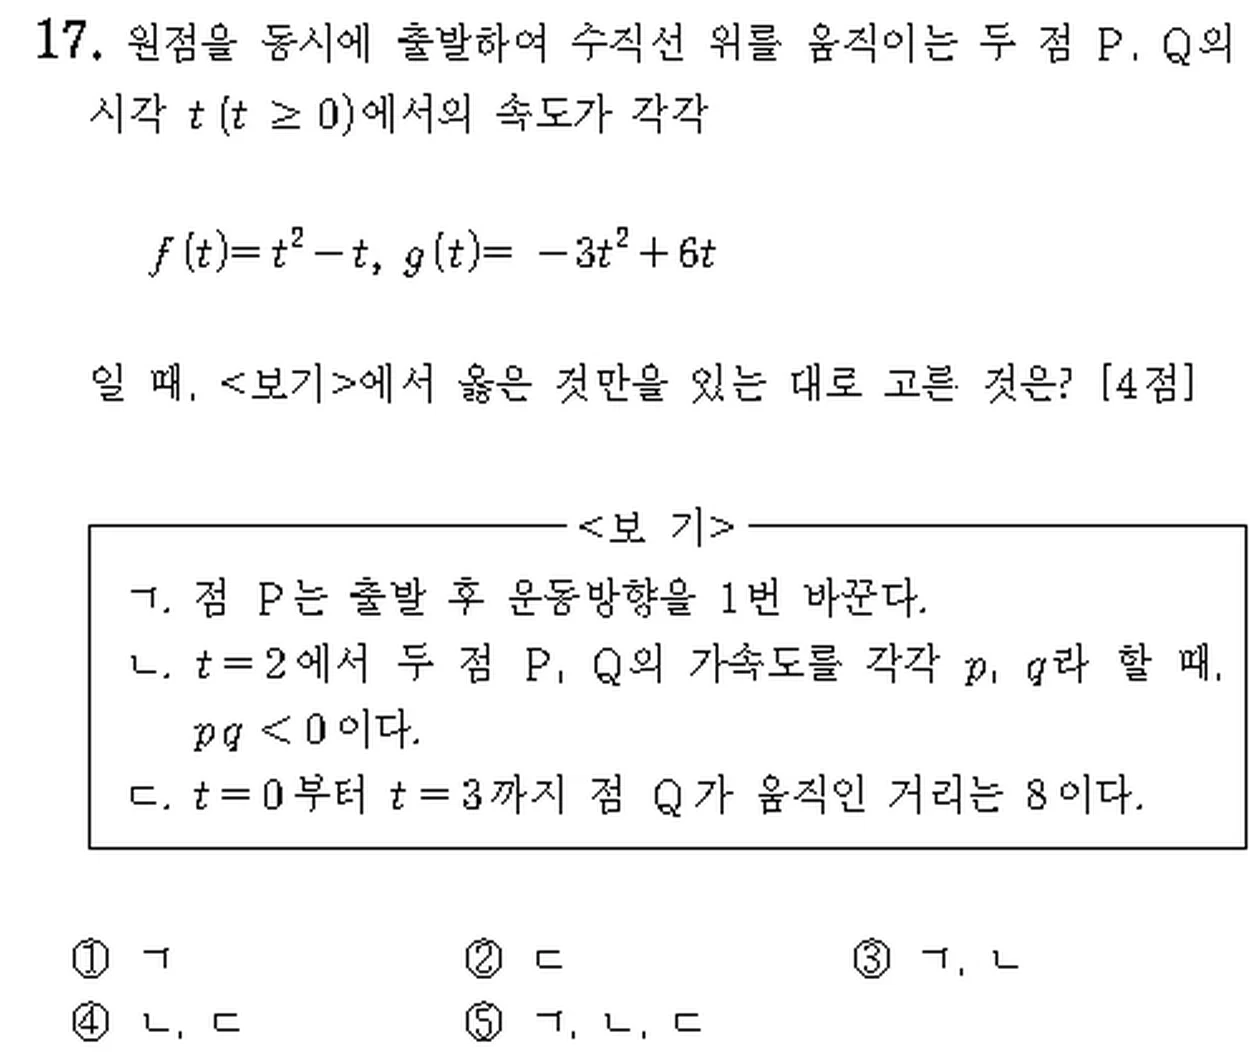 17. 원점을 동시에 출발하여 수직선 위를 움직이는 두 점 P, Q의
시각 t (t ≥ 0)에서의 속도가 각각
f(t)= t² − t, g(t)= −3t² + 6t
일 때, <보기>에서 옳은 것만을 있는 대로 고른 것은? [4점]
<보 기>
ㄱ. 점 P는 출발 후 운동방향을 1번 바꾼다.
ㄴ. t = 2에서 두 점 P, Q의 가속도를 각각 p, q라 할 때,
pq < 0이다.
ㄷ. t = 0부터 t = 3까지 점 Q가 움직인 거리는 8이다.
① ㄱ ② ㄷ ③ ㄱ, ㄴ
④ ㄴ, ㄷ ⑤ ㄱ, ㄴ, ㄷ